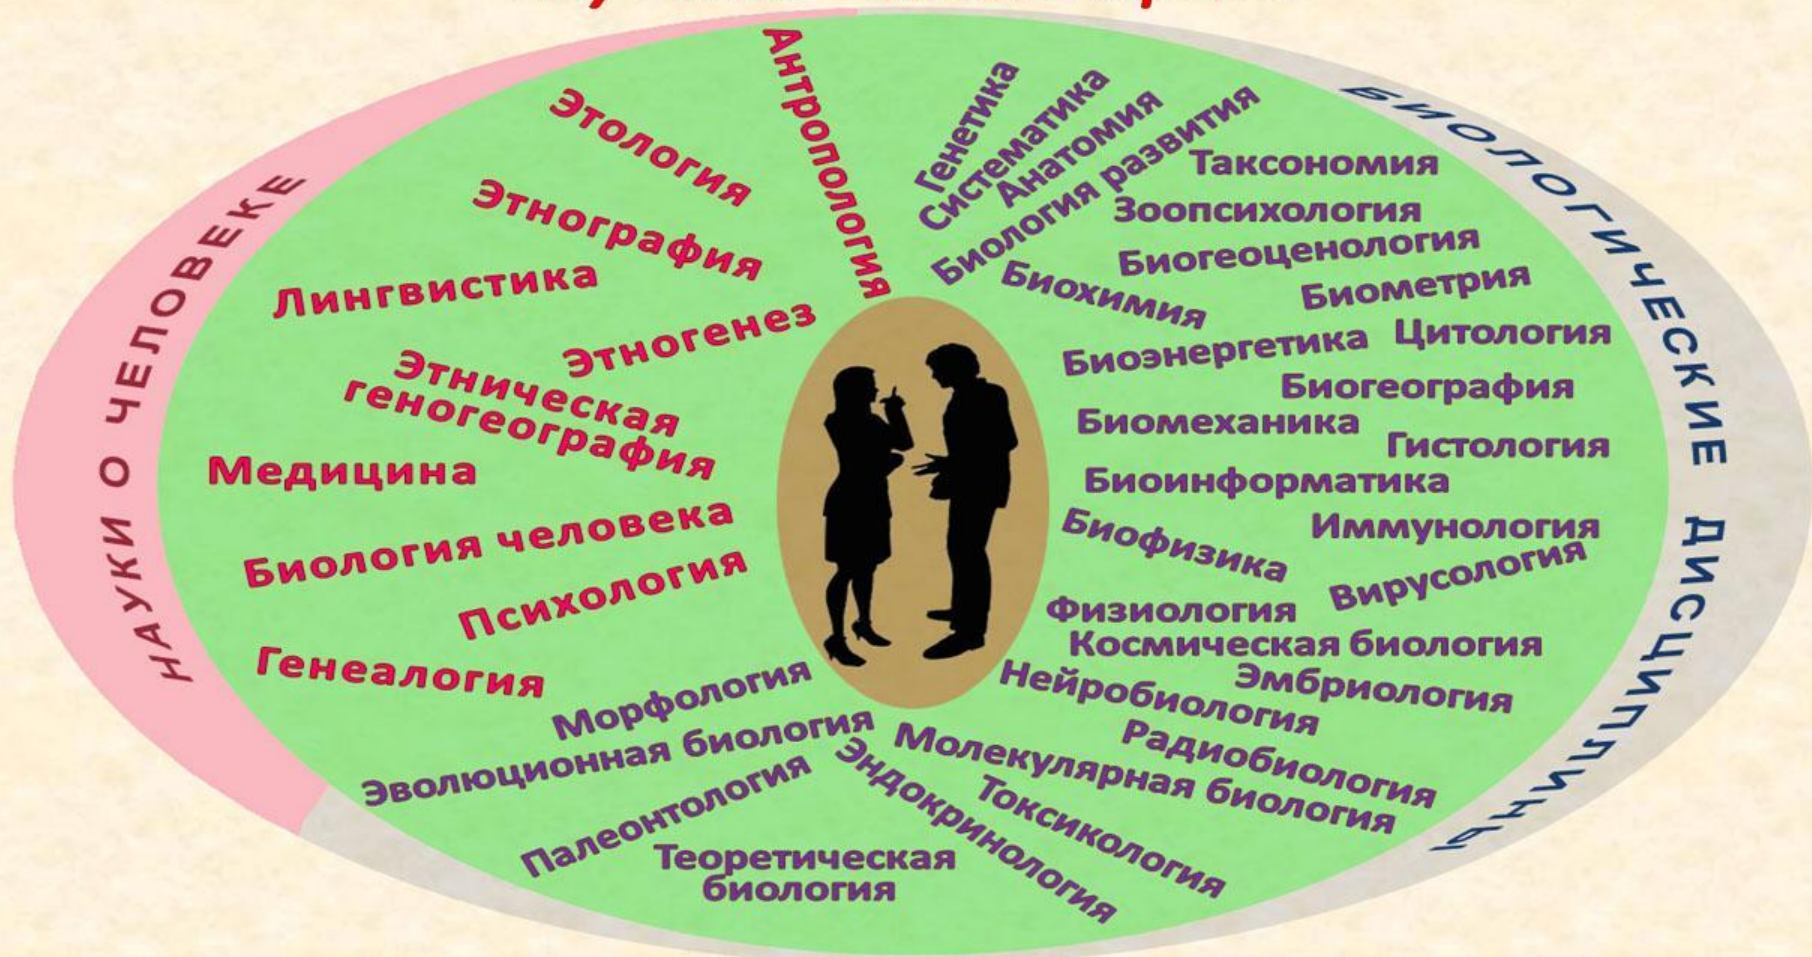 НАУКИ О ЧЕЛОВЕКЕ
Антропология
Этология
Этнография
Лингвистика
Этногенез
Этническая
геногеография
Медицина
Биология человека
Психология
Генеалогия
БИОЛОГИЧЕСКИЕ ДИСЦИПЛИНЫ
Генетика
Систематика
Анатомия
Биология развития
Таксономия
Зоопсихология
Биогеоценология
Биохимия
Биометрия
Биоэнергетика
Цитология
Биогеография
Биомеханика
Гистология
Биоинформатика
Биофизика
Иммунология
Вирусология
Физиология
Космическая биология
Нейробиология
Эмбриология
Радиобиология
Молекулярная биология
Токсикология
Эндокринология
Морфология
Эволюционная биология
Палеонтология
Теоретическая
биология